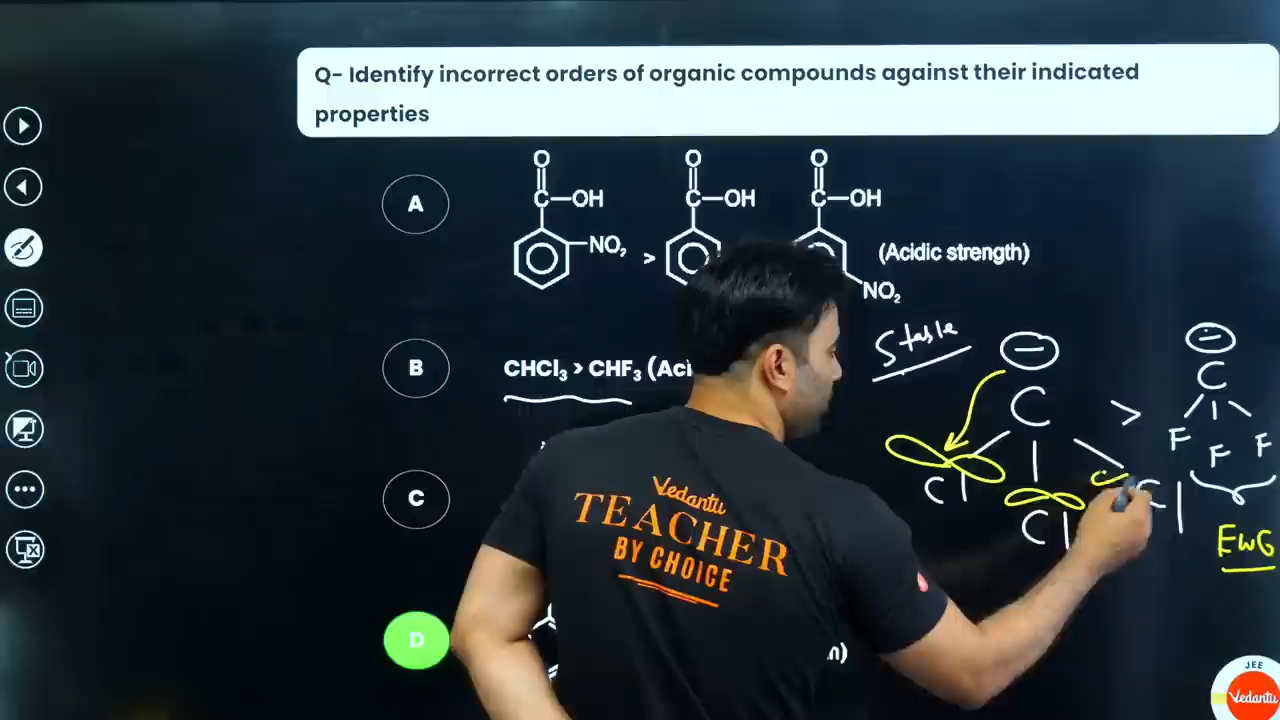 Q- Identify incorrect orders of organic compounds against their indicated
properties
A
O
C—OH
NO₂
>
O
C—OH
O
C—OH
NO₂
(Acidic strength)
B
CHCl₃ > CHF₃
Stable
−
C
Cl
Cl
Cl
>
−
C
F
F
F
EWG
C
D
Vedantu
TEACHER
BY CHOICE
JEE
Vedantu